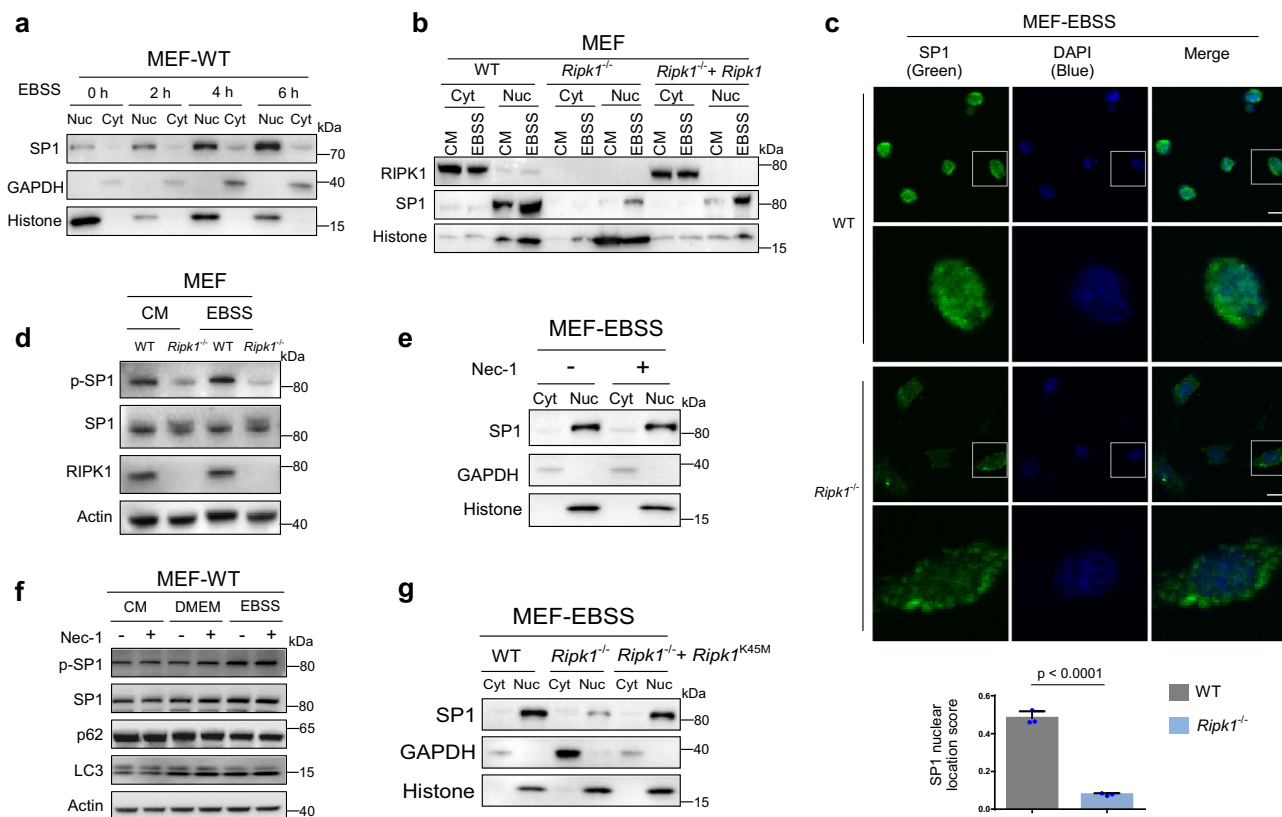 a
MEF-WT
EBSS 0 h 2 h 4 h 6 h
Nuc Cyt Nuc Cyt Nuc Cyt Nuc Cyt kDa
SP1 70
GAPDH 40
Histone 15
b
MEF
WT Ripk1-/- Ripk1-/- + Ripk1
Cyt Nuc Cyt Nuc Cyt Nuc
CM EBSS CM EBSS CM EBSS CM EBSS CM EBSS CM EBSS kDa
RIPK1 80
SP1 80
Histone 15
c
MEF-EBSS
SP1 (Green) DAPI (Blue) Merge
WT
Ripk1-/-
p < 0.0001
SP1 nuclear location score
0.6
0.4
0.2
0.0
WT
Ripk1-/-
d
MEF
CM EBSS
WT Ripk1-/- WT Ripk1-/- kDa
p-SP1 80
SP1 80
RIPK1 80
Actin 40
e
MEF-EBSS
Nec-1 - +
Cyt Nuc Cyt Nuc kDa
SP1 80
GAPDH 40
Histone 15
f
MEF-WT
CM DMEM EBSS
Nec-1 - + - + - + kDa
p-SP1 80
SP1 80
p62 65
LC3 15
Actin 40
g
MEF-EBSS
WT Ripk1-/- Ripk1-/- + Ripk1K45M
Cyt Nuc Cyt Nuc Cyt Nuc kDa
SP1 80
GAPDH 40
Histone 15